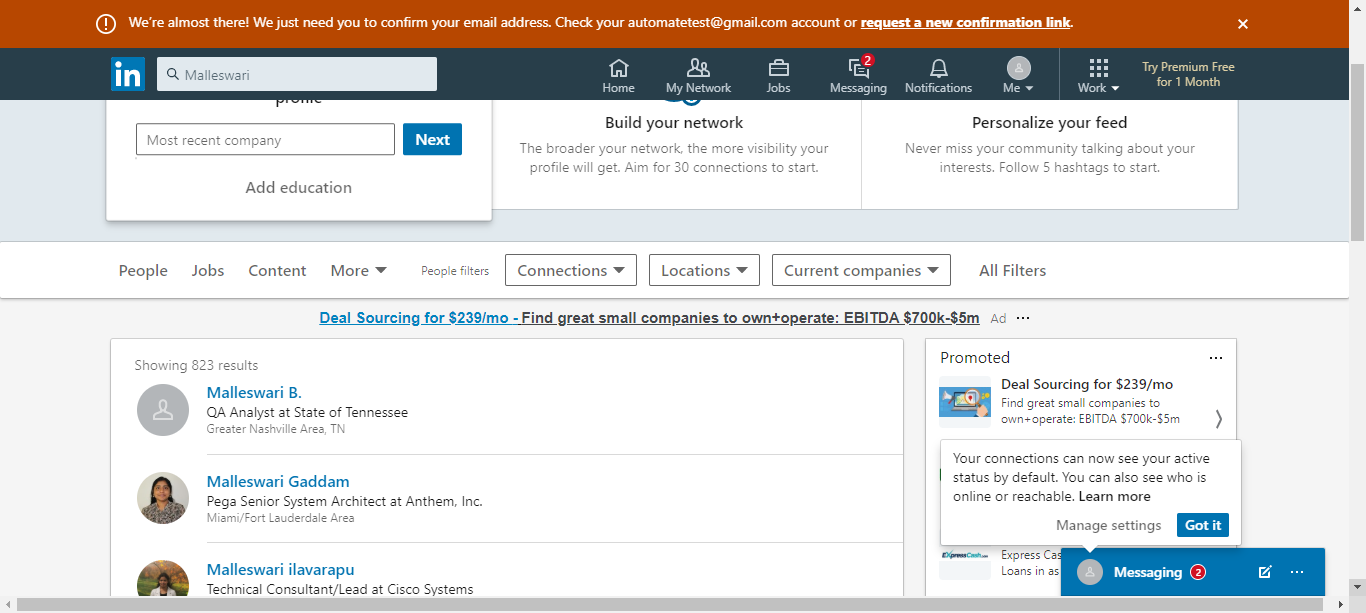 We're almost there! We just need you to confirm your email address. Check your automatetest@gmail.com account or request a new confirmation link.
in
Malleswari
Home
My Network
Jobs
2
Messaging
Notifications
Me
Work
Try Premium Free
for 1 Month
profile
Most recent company
Next
Add education
Build your network
The broader your network, the more visibility your
profile will get. Aim for 30 connections to start.
Personalize your feed
Never miss your community talking about your
interests. Follow 5 hashtags to start.
People
Jobs
Content
More
People filters
Connections
Locations
Current companies
All Filters
Deal Sourcing for $239/mo - Find great small companies to own+operate: EBITDA $700k-$5m
Ad ···
Showing 823 results
Malleswari B.
QA Analyst at State of Tennessee
Greater Nashville Area, TN
Malleswari Gaddam
Pega Senior System Architect at Anthem, Inc.
Miami/Fort Lauderdale Area
Malleswari ilavarapu
Technical Consultant/Lead at Cisco Systems
Promoted
Deal Sourcing for $239/mo
Find great small companies to
own+operate: EBITDA $700k-$5m
Your connections can now see your active
status by default. You can also see who is
online or reachable. Learn more
Manage settings
Got it
ExpressCash
Express Cas
Loans in as
Messaging 2